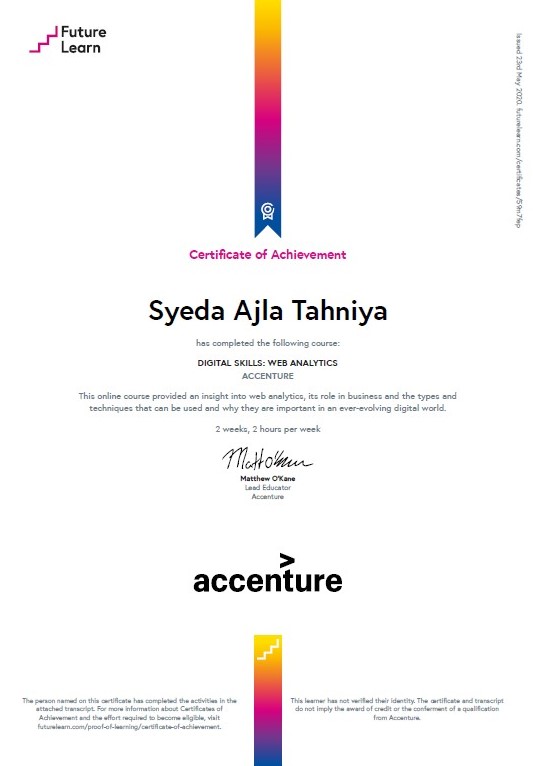 Future
Learn
Issued 23rd May 2020. futurelearn.com/certificates/
Certificate of Achievement
Syeda Ajla Tahniya
has completed the following course:
DIGITAL SKILLS: WEB ANALYTICS
ACCENTURE
This online course provided an insight into web analytics, its role in business and the types and
techniques that can be used and why they are important in an ever-evolving digital world.
2 weeks, 2 hours per week
Matthew O'Kane
Lead Educator
Accenture
accenture
The person named on this certificate has completed the activities in the
attached transcript. For more information about Certificates of
Achievement and the effort required to become eligible, visit
futurelearn.com/proof-of-learning/certificate-of-achievement.
This learner has not verified their identity. The certificate and transcript
do not imply the award of credit or the conferment of a qualification
from Accenture.